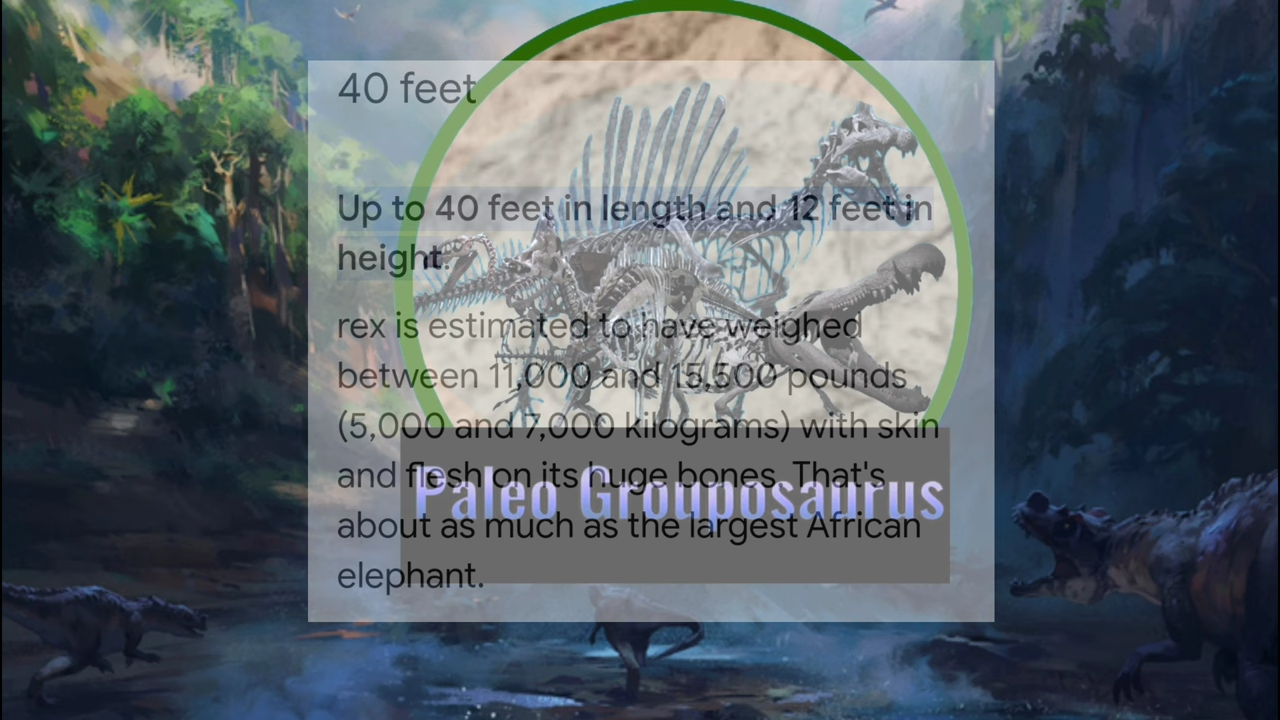 40 feet
Up to 40 feet in length and 12 feet in
height.
rex is estimated to have weighed
between 11,000 and 15,500 pounds
(5,000 and 7,000 kilograms) with skin
and flesh on its huge bones. That's
Paleo Grouposaurus
about as much as the largest African
elephant.